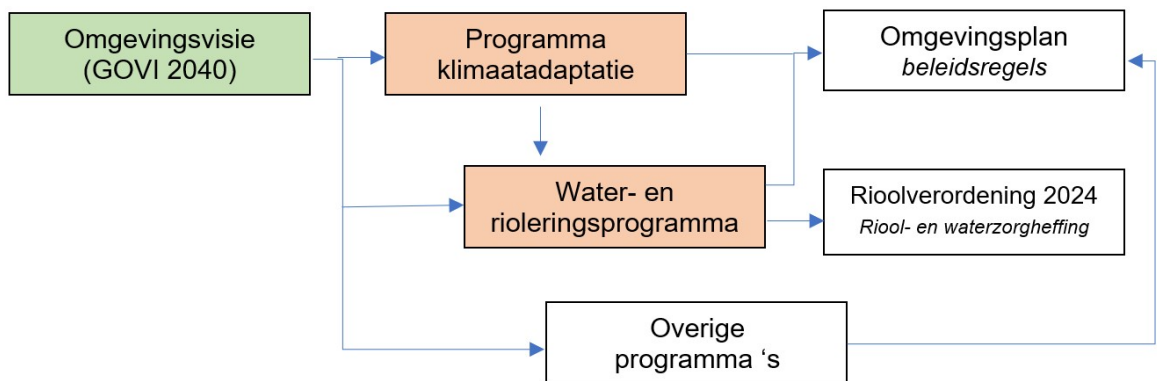 Omgevingsvisie
(GOVI 2040)
Programma
klimaatadaptatie
Omgevingsplan
beleidsregels
Water- en
rioleringsprogramma
Rioolverordening 2024
Riool- en waterzorgheffing
Overige
programma ‘s